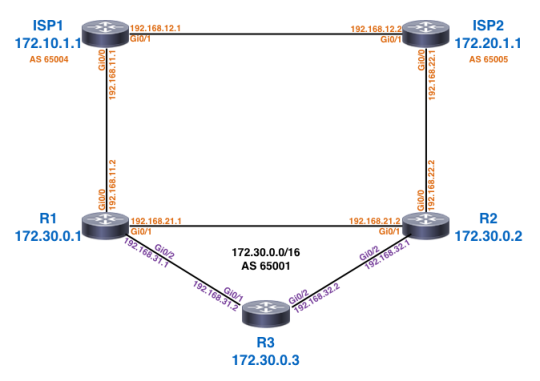 ISP1
172.10.1.1
AS 65004
192.168.12.1
Gi0/1
192.168.12.2
Gi0/1
ISP2
172.20.1.1
AS 65005
Gi0/0
192.168.11.1
Gi0/0
192.168.22.1
Gi0/0
192.168.11.2
Gi0/0
192.168.22.2
R1
172.30.0.1
192.168.21.1
Gi0/1
192.168.21.2
Gi0/1
R2
172.30.0.2
Gi0/2
192.168.31.1
172.30.0.0/16
AS 65001
Gi0/2
192.168.32.1
Gi0/1
192.168.31.2
Gi0/2
192.168.32.2
R3
172.30.0.3